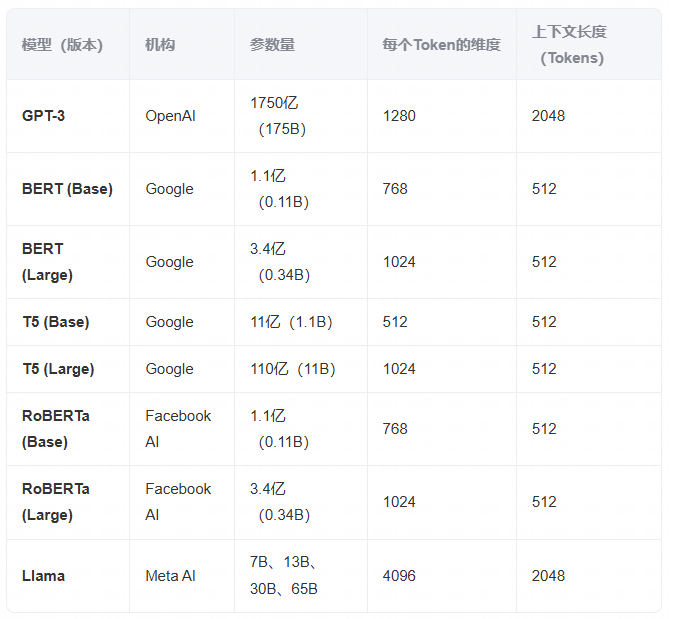 模型（版本） 机构 参数量 每个Token的维度 上下文长度
（Tokens）
GPT-3 OpenAI 1750亿
（175B） 1280 2048
BERT (Base) Google 1.1亿
（0.11B） 768 512
BERT
(Large) Google 3.4亿
（0.34B） 1024 512
T5 (Base) Google 11亿（1.1B） 512 512
T5 (Large) Google 110亿（11B） 1024 512
RoBERTa
(Base) Facebook
AI 1.1亿
（0.11B） 768 512
RoBERTa
(Large) Facebook
AI 3.4亿
（0.34B） 1024 512
Llama Meta AI 7B、13B、
30B、65B 4096 2048